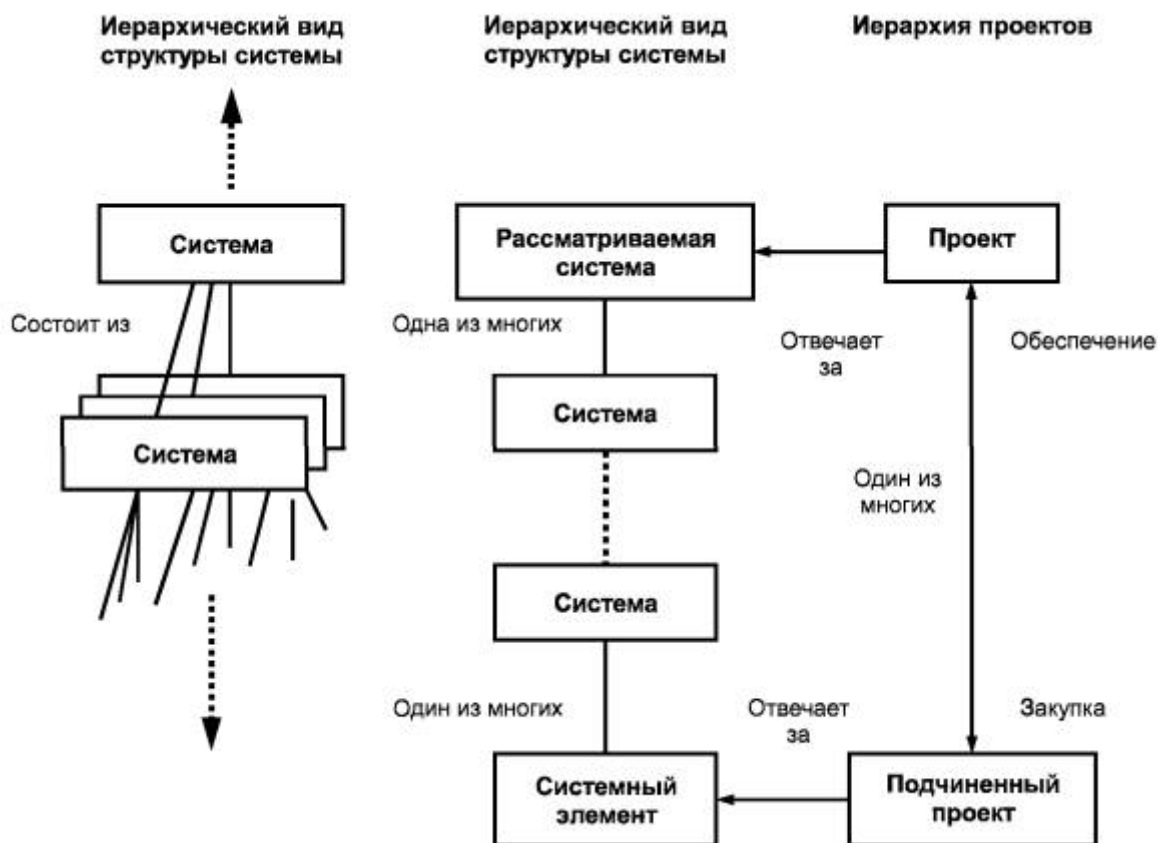 Иерархический вид
структуры системы
Иерархический вид
структуры системы
Иерархия проектов
Система
Рассматриваемая
система
Проект
Состоит из
Одна из многих
Отвечает
за
Обеспечение
Система
Система
Один из
многих
Система
Один из многих
Отвечает
за
Закупка
Системный
элемент
Подчиненный
проект